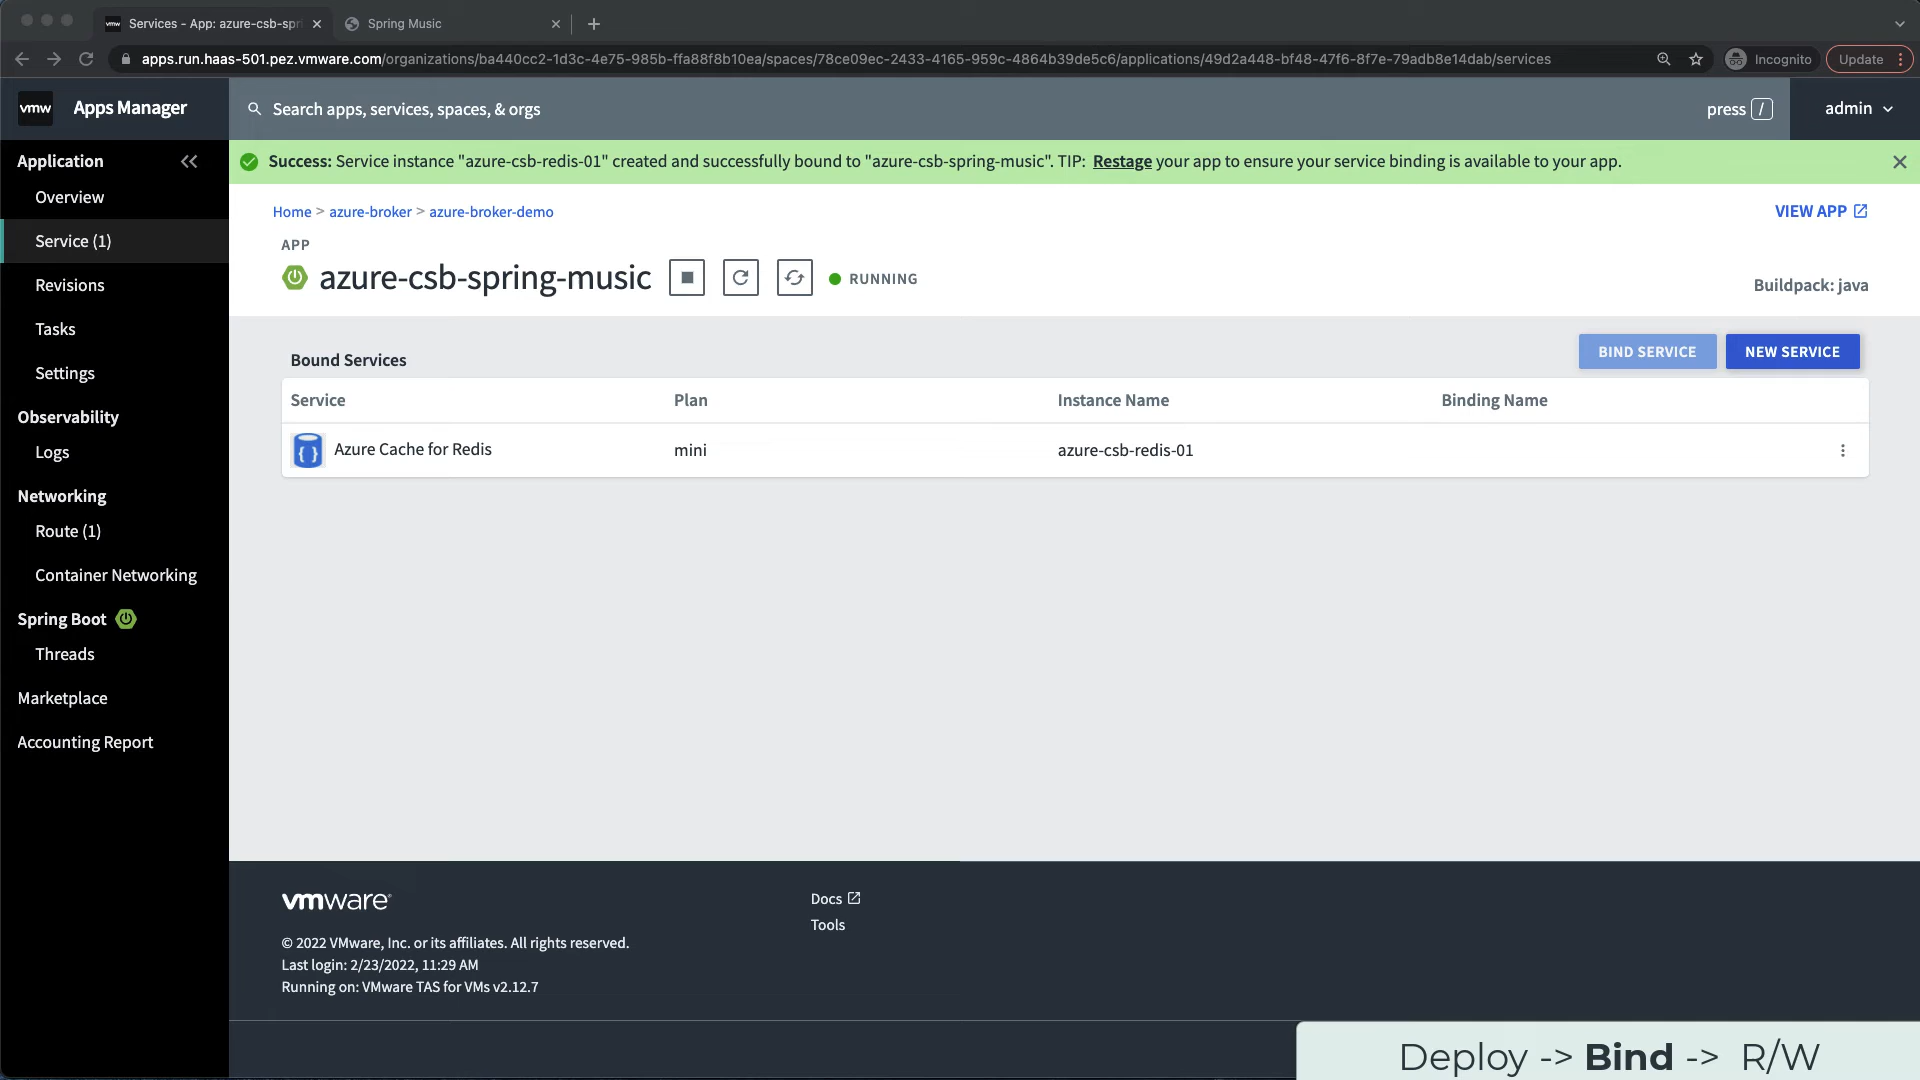 vmw Services - App: azure-csb-spri
Spring Music
apps.run.haas-501.pez.vmware.com/organizations/ba440cc2-1d3c-4e75-985b-ffa88f8b10ea/spaces/78ce09ec-2433-4165-959c-4864b39de5c6/applications/49d2a448-bf48-47f6-8f7e-79adb8e14dab/services
Incognito
Update
vmw Apps Manager
Search apps, services, spaces, & orgs
press /
admin
Application
Overview
Service (1)
Revisions
Tasks
Settings
Observability
Logs
Networking
Route (1)
Container Networking
Spring Boot
Threads
Marketplace
Accounting Report
Success: Service instance "azure-csb-redis-01" created and successfully bound to "azure-csb-spring-music". TIP: Restage your app to ensure your service binding is available to your app.
Home > azure-broker > azure-broker-demo
VIEW APP
APP
azure-csb-spring-music
RUNNING
Buildpack: java
Bound Services
BIND SERVICE
NEW SERVICE
Service Plan Instance Name Binding Name
Azure Cache for Redis mini azure-csb-redis-01
vmware®
Docs
Tools
© 2022 VMware, Inc. or its affiliates. All rights reserved.
Last login: 2/23/2022, 11:29 AM
Running on: VMware TAS for VMs v2.12.7
Deploy -> Bind -> R/W